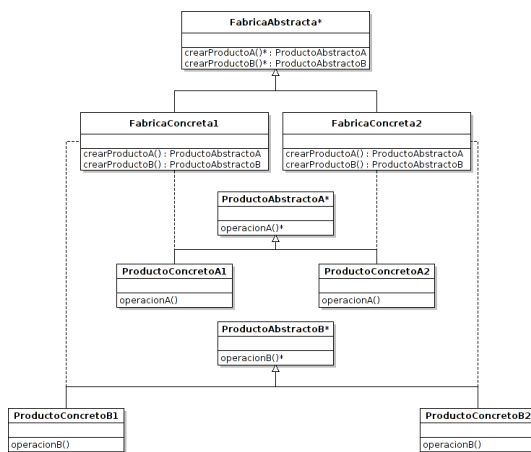 FabricaAbstracta*
crearProductoA()* : ProductoAbstractoA
crearProductoB()* : ProductoAbstractoB
FabricaConcreta1
crearProductoA() : ProductoAbstractoA
crearProductoB() : ProductoAbstractoB
FabricaConcreta2
crearProductoA() : ProductoAbstractoA
crearProductoB() : ProductoAbstractoB
ProductoAbstractoA*
operacionA()*
ProductoConcretoA1
operacionA()
ProductoConcretoA2
operacionA()
ProductoAbstractoB*
operacionB()*
ProductoConcretoB1
operacionB()
ProductoConcretoB2
operacionB()